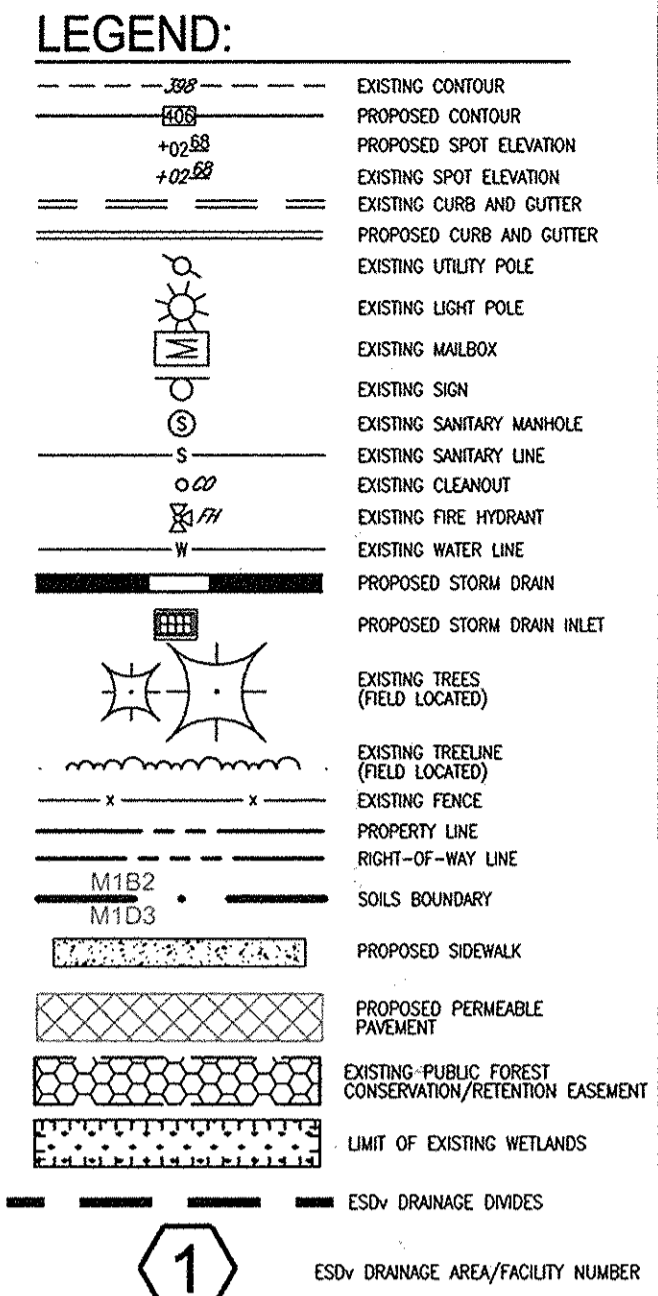 LEGEND:
398 EXISTING CONTOUR
406 PROPOSED CONTOUR
+02 68 PROPOSED SPOT ELEVATION
+02 68 EXISTING SPOT ELEVATION
EXISTING CURB AND GUTTER
PROPOSED CURB AND GUTTER
EXISTING UTILITY POLE
EXISTING LIGHT POLE
EXISTING MAILBOX
EXISTING SIGN
S EXISTING SANITARY MANHOLE
S EXISTING SANITARY LINE
CO EXISTING CLEANOUT
FH EXISTING FIRE HYDRANT
W EXISTING WATER LINE
PROPOSED STORM DRAIN
PROPOSED STORM DRAIN INLET
EXISTING TREES
(FIELD LOCATED)
EXISTING TREELINE
(FIELD LOCATED)
x x EXISTING FENCE
PROPERTY LINE
RIGHT-OF-WAY LINE
M1B2
SOILS BOUNDARY
M1D3
PROPOSED SIDEWALK
PROPOSED PERMEABLE
PAVEMENT
EXISTING PUBLIC FOREST
CONSERVATION/RETENTION EASEMENT
LIMIT OF EXISTING WETLANDS
ESDv DRAINAGE DIVIDES
1 ESDv DRAINAGE AREA/FACILITY NUMBER